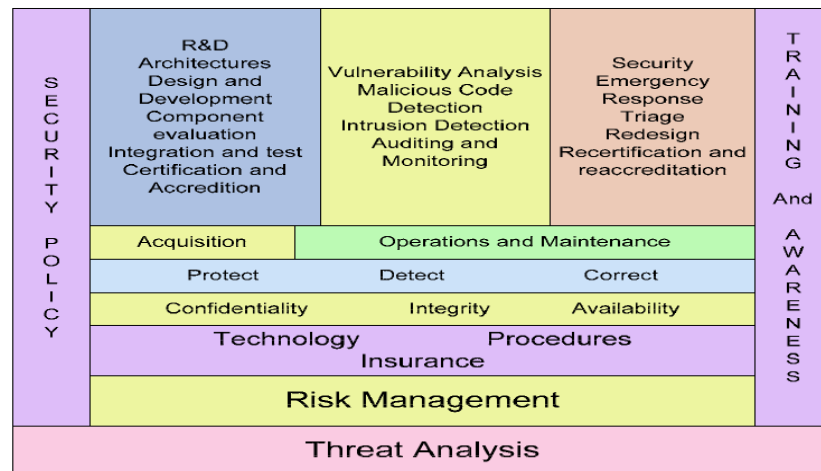 SECURITY POLICY
R&D
Architectures
Design and
Development
Component
evaluation
Integration and test
Certification and
Accredition
Vulnerability Analysis
Malicious Code
Detection
Intrusion Detection
Auditing and
Monitoring
Security
Emergency
Response
Triage
Redesign
Recertification and
reaccreditation
TRAINING And AWARENESS
Acquisition
Operations and Maintenance
Protect Detect Correct
Confidentiality Integrity Availability
Technology Procedures
Insurance
Risk Management
Threat Analysis